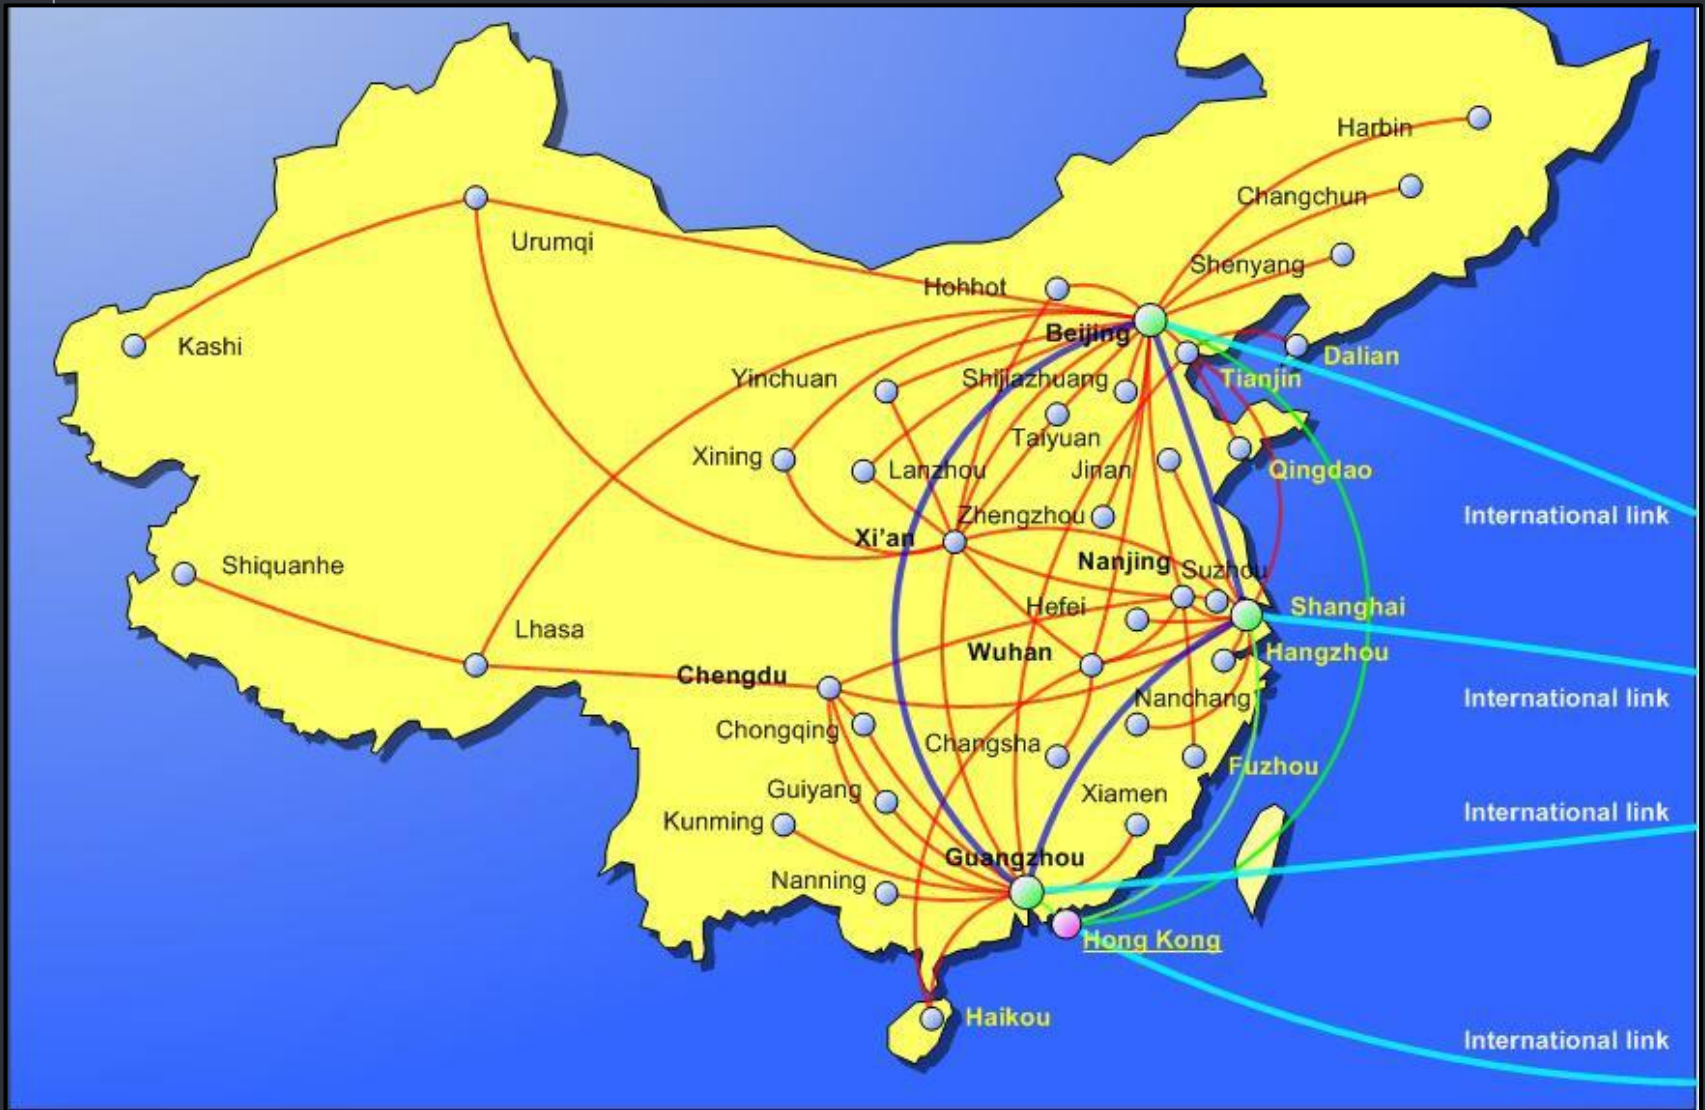 Harbin
Changchun
Urumqi
Shenyang
Hohhot
Beijing
Kashi
Dalian
Yinchuan
Shijiazhuang
Tianjin
Taiyuan
Xining
Lanzhou
Jinan
Qingdao
Zhengzhou
International link
Xi'an
Nanjing
Suzhou
Shiquanhe
Hefei
Shanghai
Lhasa
Wuhan
Hangzhou
Chengdu
Nanchang
International link
Chongqing
Changsha
Fuzhou
Guiyang
Xiamen
International link
Kunming
Guangzhou
Nanning
Hong Kong
Haikou
International link